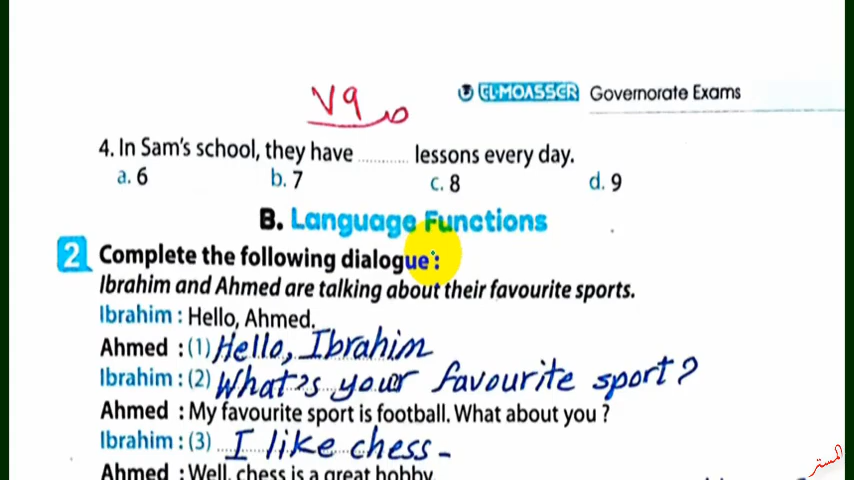 ٧٩ ص
EL-MOASSER Governorate Exams
4. In Sam's school, they have ............ lessons every day.
a. 6 b. 7 c. 8 d. 9
B. Language Functions
2 Complete the following dialogue :
Ibrahim and Ahmed are talking about their favourite sports.
Ibrahim : Hello, Ahmed.
Ahmed : (1) Hello, Ibrahim
Ibrahim : (2) What's your favourite sport?
Ahmed : My favourite sport is football. What about you ?
Ibrahim : (3) I like chess -
Ahmed : Well, chess is a great hobby.
المستر